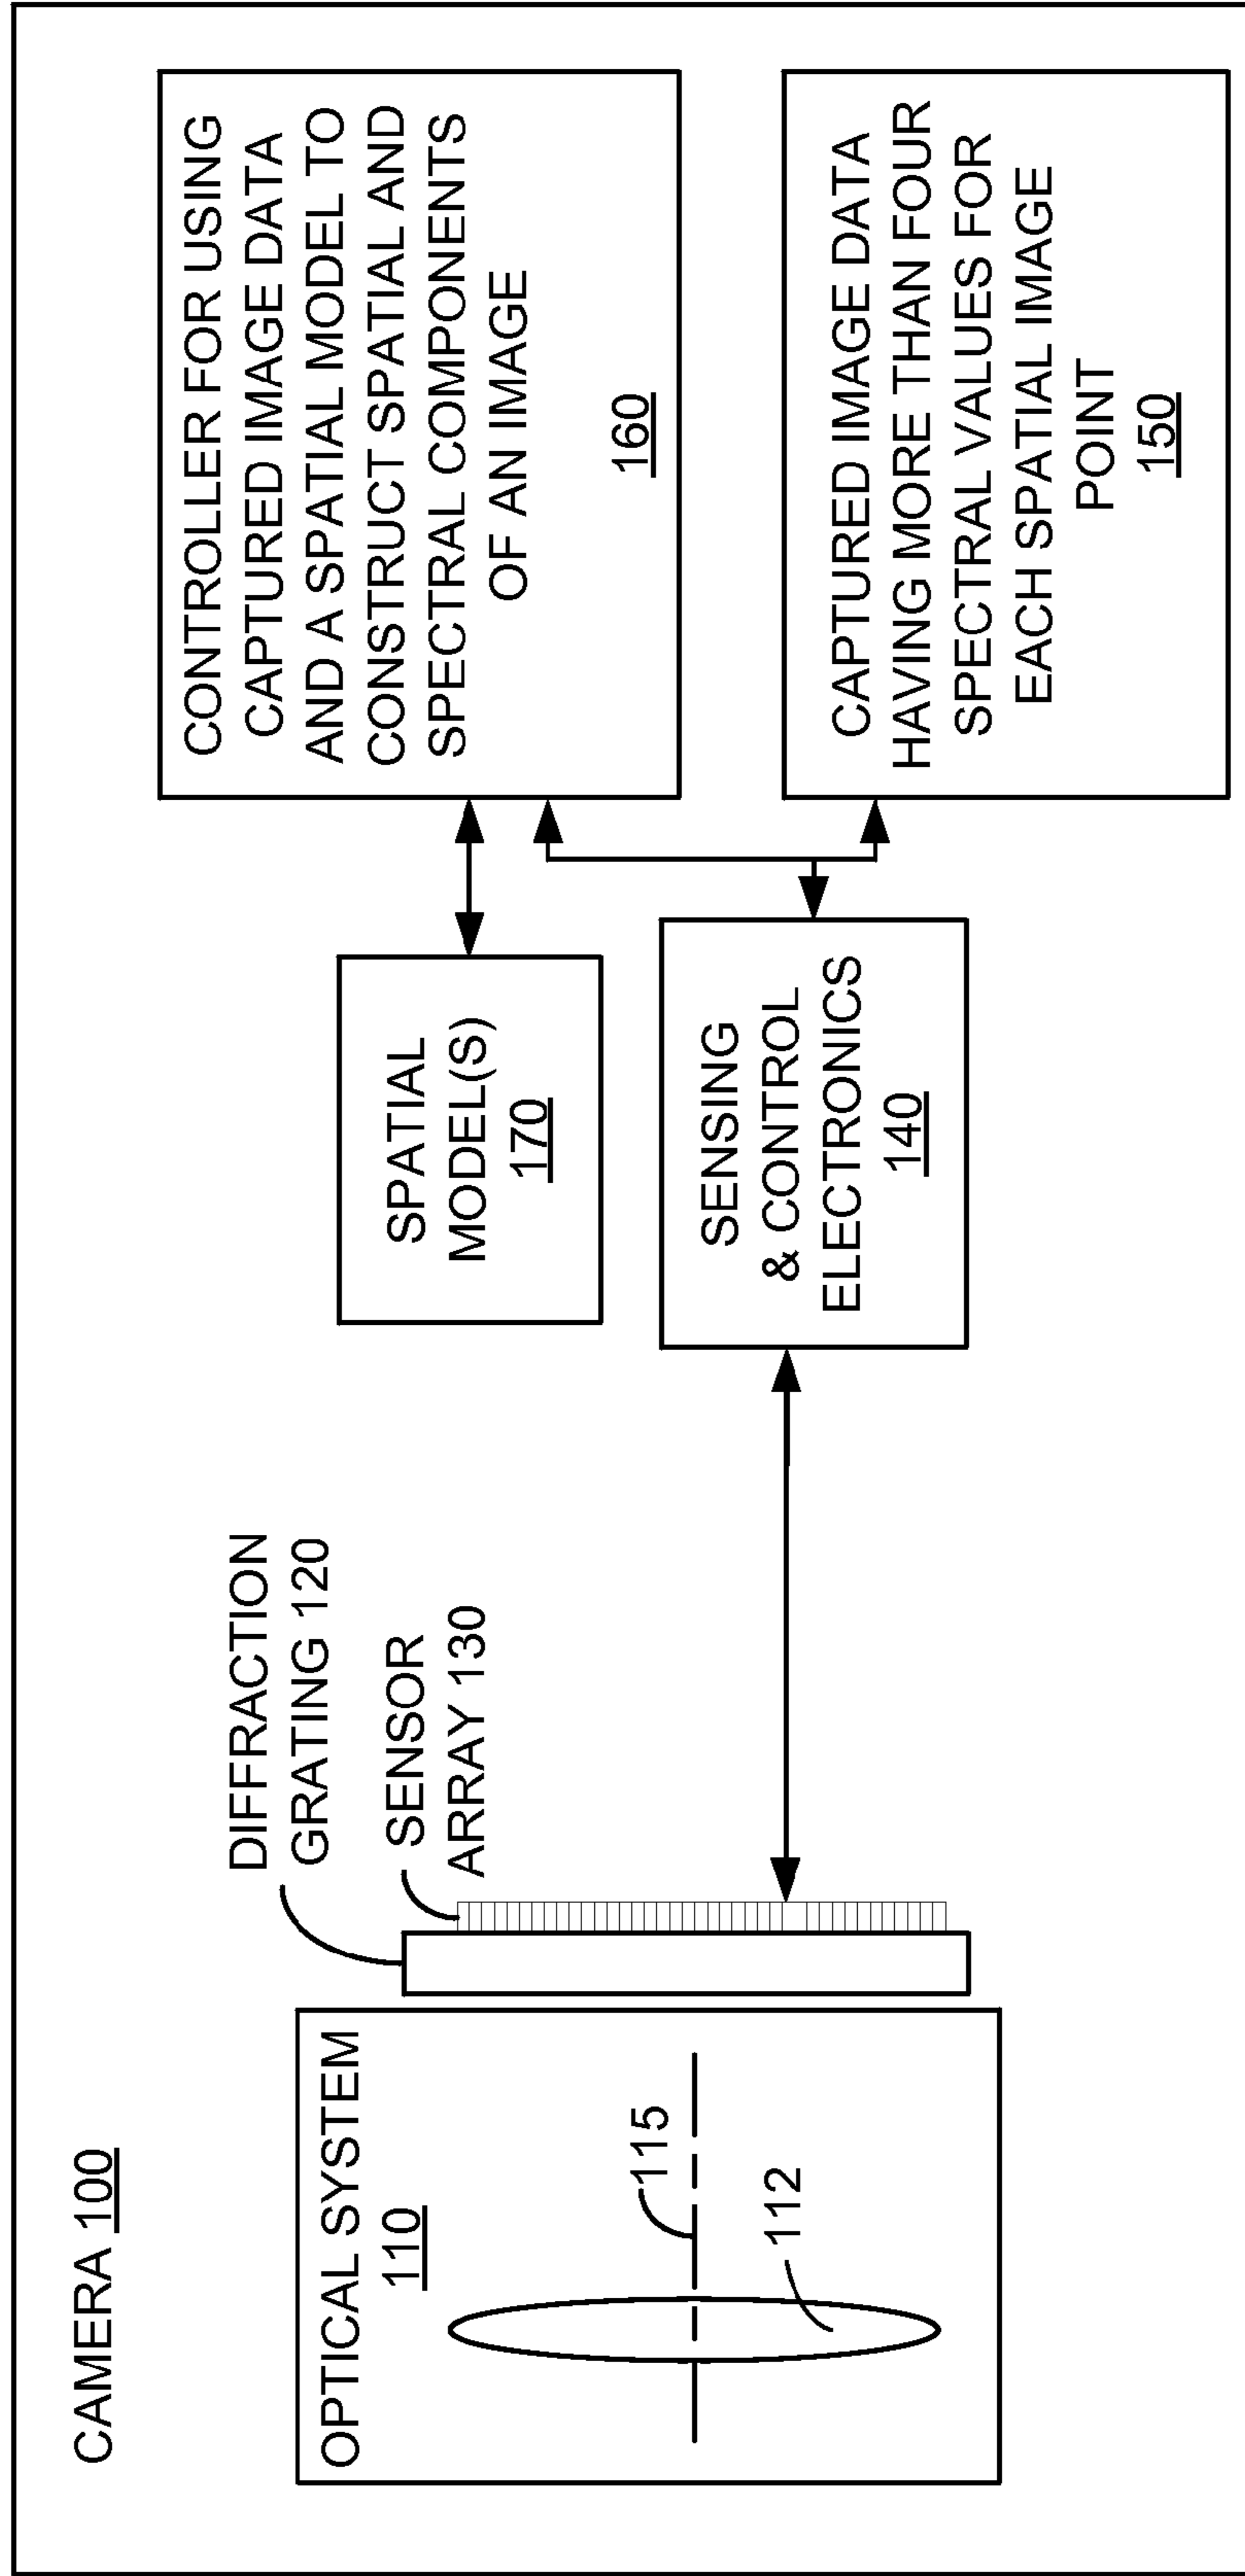 CAMERA 100
OPTICAL SYSTEM
110
115
112
DIFFRACTION
GRATING 120
SENSOR
ARRAY 130
SPATIAL
MODEL(S)
170
SENSING
& CONTROL
ELECTRONICS
140
CONTROLLER FOR USING
CAPTURED IMAGE DATA
AND A SPATIAL MODEL TO
CONSTRUCT SPATIAL AND
SPECTRAL COMPONENTS
OF AN IMAGE
160
CAPTURED IMAGE DATA
HAVING MORE THAN FOUR
SPECTRAL VALUES FOR
EACH SPATIAL IMAGE
POINT
150